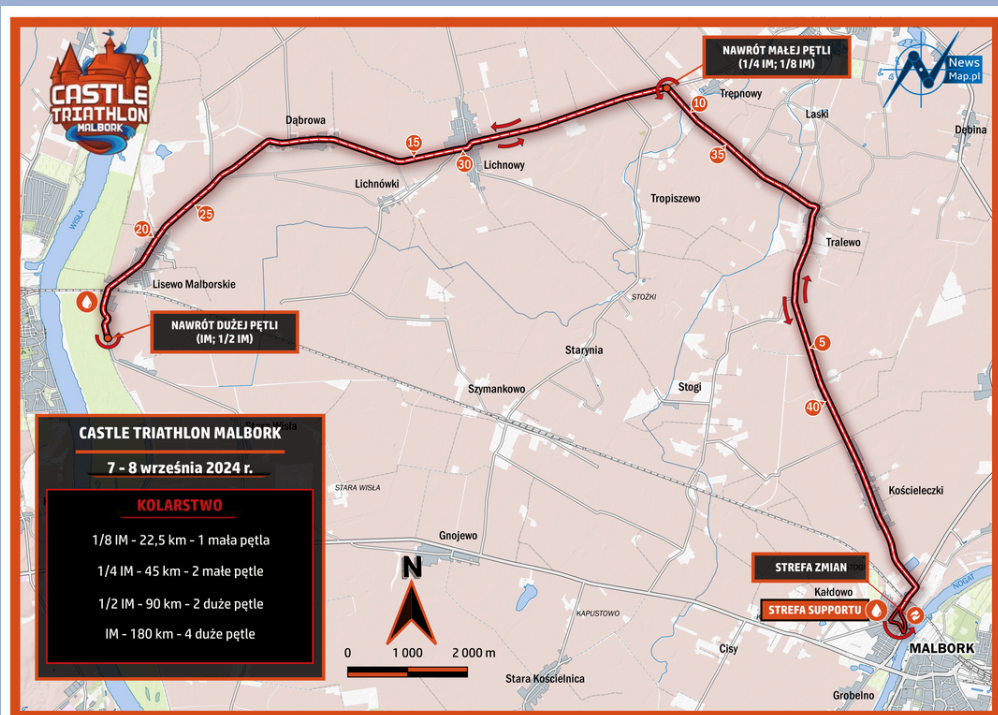 CASTLE
TRIATHLON
MALBORK
NAWRÓT MAŁEJ PĘTLI
(1/4 IM; 1/8 IM)
News
Map.pl
Trępnowy
10
Laski
Dębina
Dąbrowa
15
30
Lichnowy
35
Lichnówki
Tropiszewo
WISŁA
25
20
Tralewo
Lisewo Malborskie
STOŻKI
NAWRÓT DUŻEJ PĘTLI
(IM; 1/2 IM)
5
Starynia
Szymankowo
Stogi
40
Stara Wisła
CASTLE TRIATHLON MALBORK
7 - 8 września 2024 r.
KOLARSTWO
1/8 IM - 22,5 km - 1 mała pętla
1/4 IM - 45 km - 2 małe pętle
1/2 IM - 90 km - 2 duże pętle
IM - 180 km - 4 duże pętle
STARA WISŁA
Kościeleczki
Gnojewo
N
STREFA ZMIAN
NOGAT
Kałdowo
STREFA SUPPORTU
KAPUSTOWO
0 1 000 2 000 m
Cisy
MALBORK
Stara Kościelnica
Grobelno